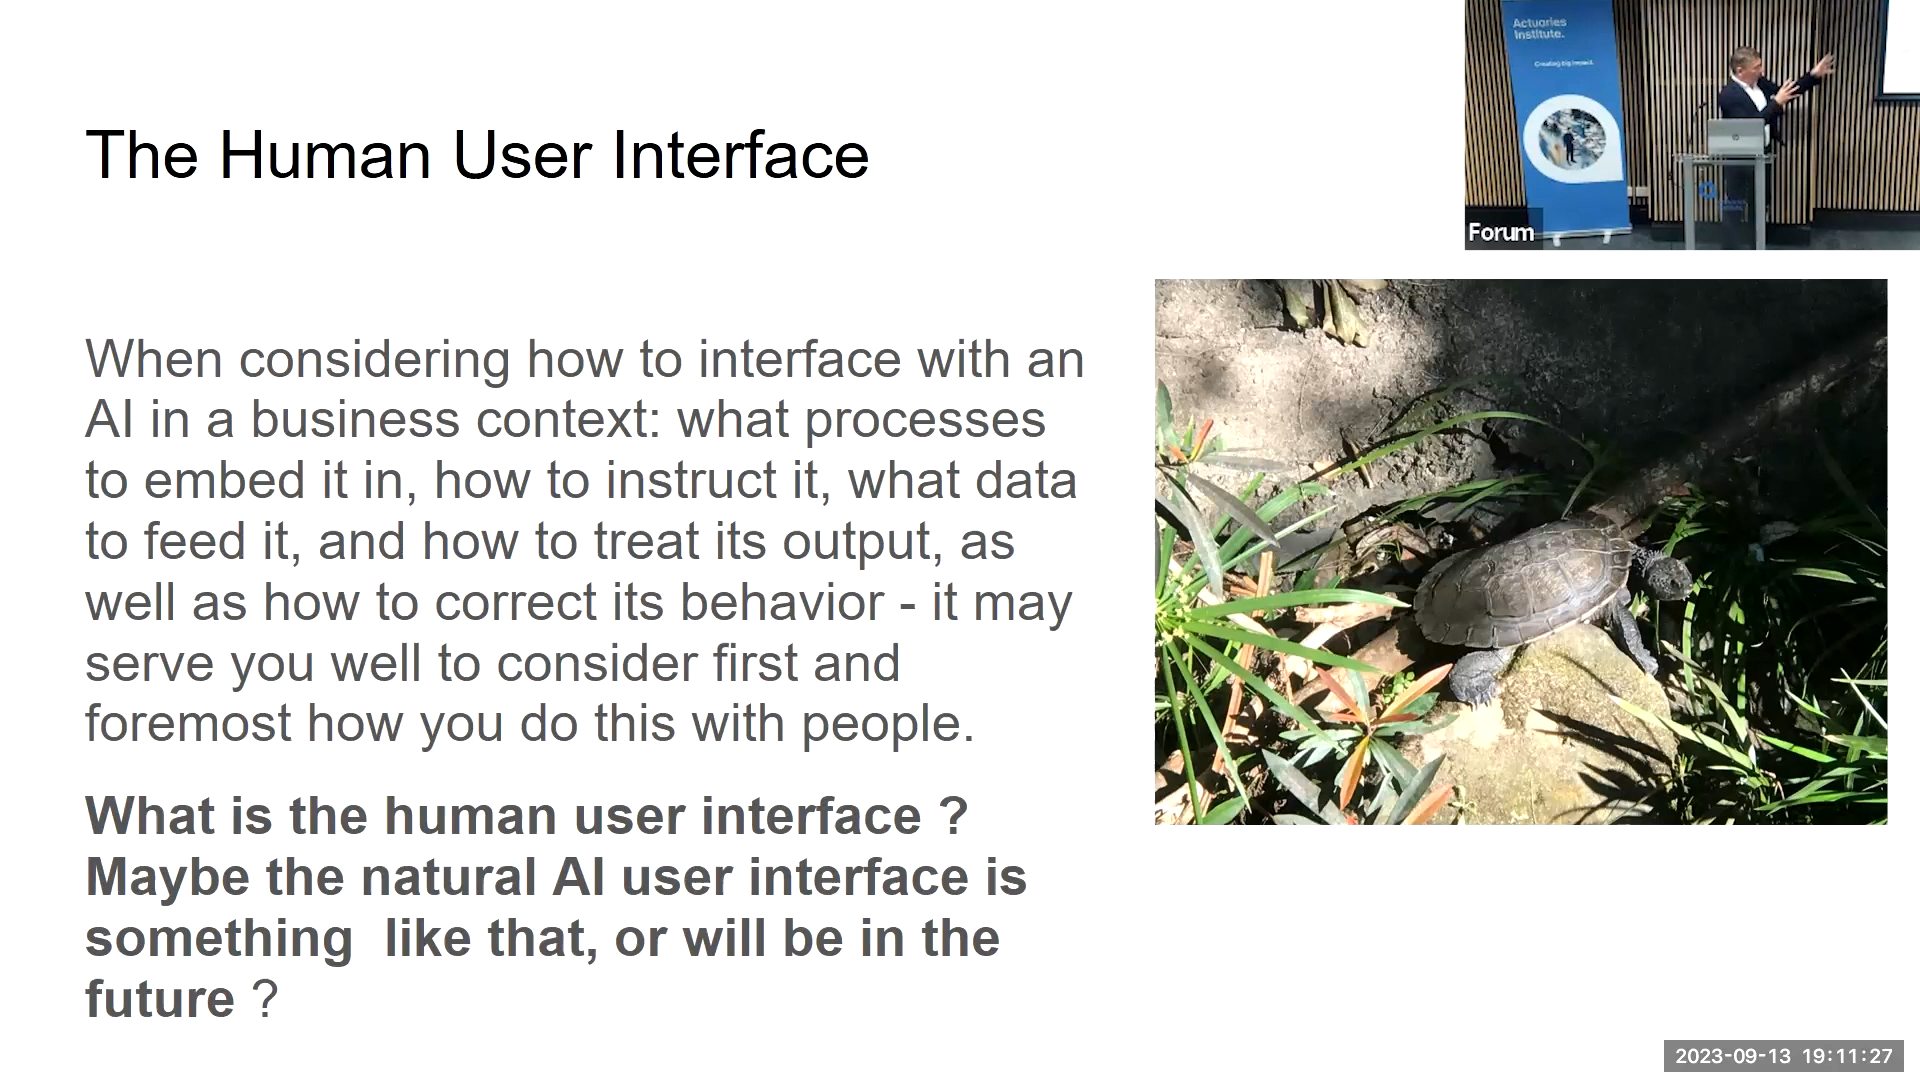 Actuaries
Institute.
Creating big impact.
Forum
The Human User Interface
When considering how to interface with an
AI in a business context: what processes
to embed it in, how to instruct it, what data
to feed it, and how to treat its output, as
well as how to correct its behavior - it may
serve you well to consider first and
foremost how you do this with people.
What is the human user interface ?
Maybe the natural AI user interface is
something  like that, or will be in the
future ?
2023-09-13 19:11:27